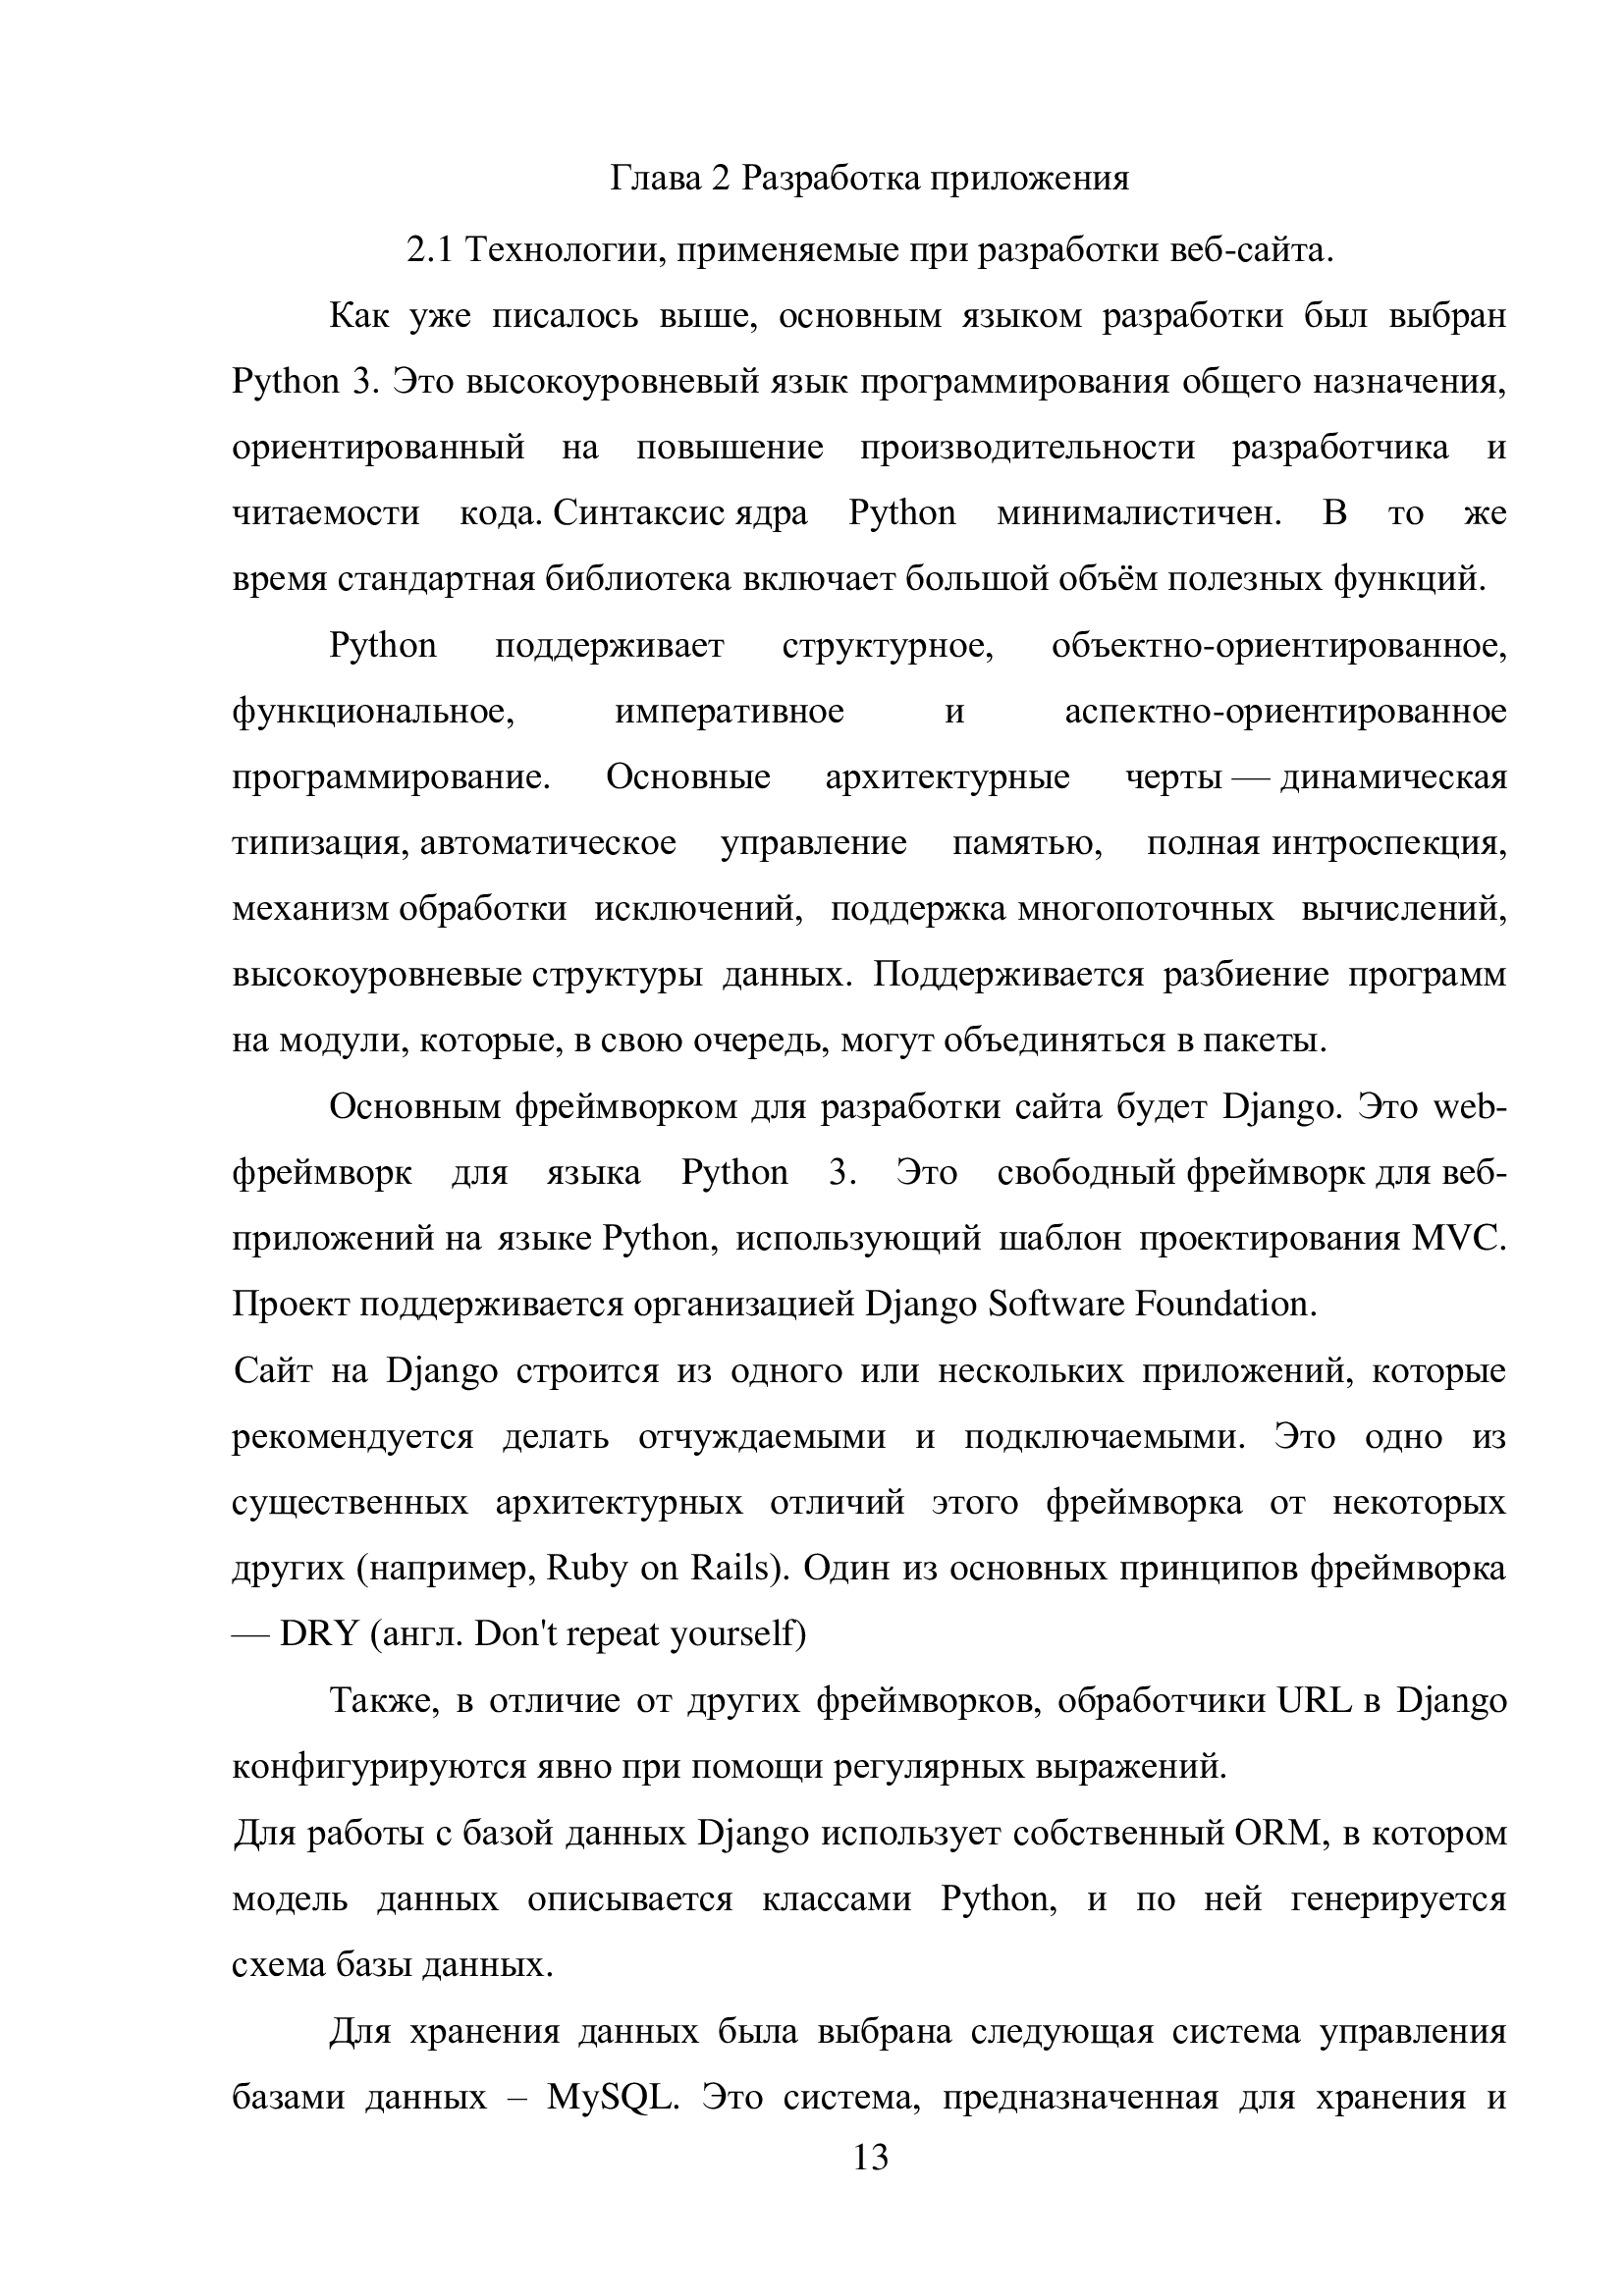 Глава 2 Разработка приложения
2.1 Технологии, применяемые при разработки веб-сайта.
Как уже писалось выше, основным языком разработки был выбран
Python 3. Это высокоуровневый язык программирования общего назначения,
ориентированный на повышение производительности разработчика и
читаемости кода. Синтаксис ядра Python минималистичен. В то же
время стандартная библиотека включает большой объём полезных функций.
Python поддерживает структурное, объектно-ориентированное,
функциональное, императивное и аспектно-ориентированное
программирование. Основные архитектурные черты — динамическая
типизация, автоматическое управление памятью, полная интроспекция,
механизм обработки исключений, поддержка многопоточных вычислений,
высокоуровневые структуры данных. Поддерживается разбиение программ
на модули, которые, в свою очередь, могут объединяться в пакеты.
Основным фреймворком для разработки сайта будет Django. Это web-
фреймворк для языка Python 3. Это свободный фреймворк для веб-
приложений на языке Python, использующий шаблон проектирования MVC.
Проект поддерживается организацией Django Software Foundation.
Сайт на Django строится из одного или нескольких приложений, которые
рекомендуется делать отчуждаемыми и подключаемыми. Это одно из
существенных архитектурных отличий этого фреймворка от некоторых
других (например, Ruby on Rails). Один из основных принципов фреймворка
— DRY (англ. Don't repeat yourself)
Также, в отличие от других фреймворков, обработчики URL в Django
конфигурируются явно при помощи регулярных выражений.
Для работы с базой данных Django использует собственный ORM, в котором
модель данных описывается классами Python, и по ней генерируется
схема базы данных.
Для хранения данных была выбрана следующая система управления
базами данных – MySQL. Это система, предназначенная для хранения и
13